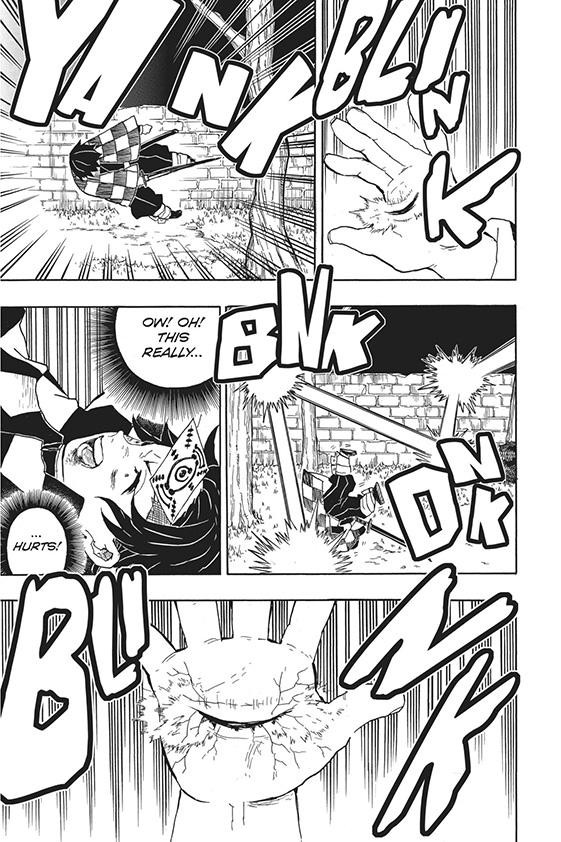 BLINK
YANK
BNK
DNK
OW! OH!
THIS
REALLY...
...
HURTS!
BLINK